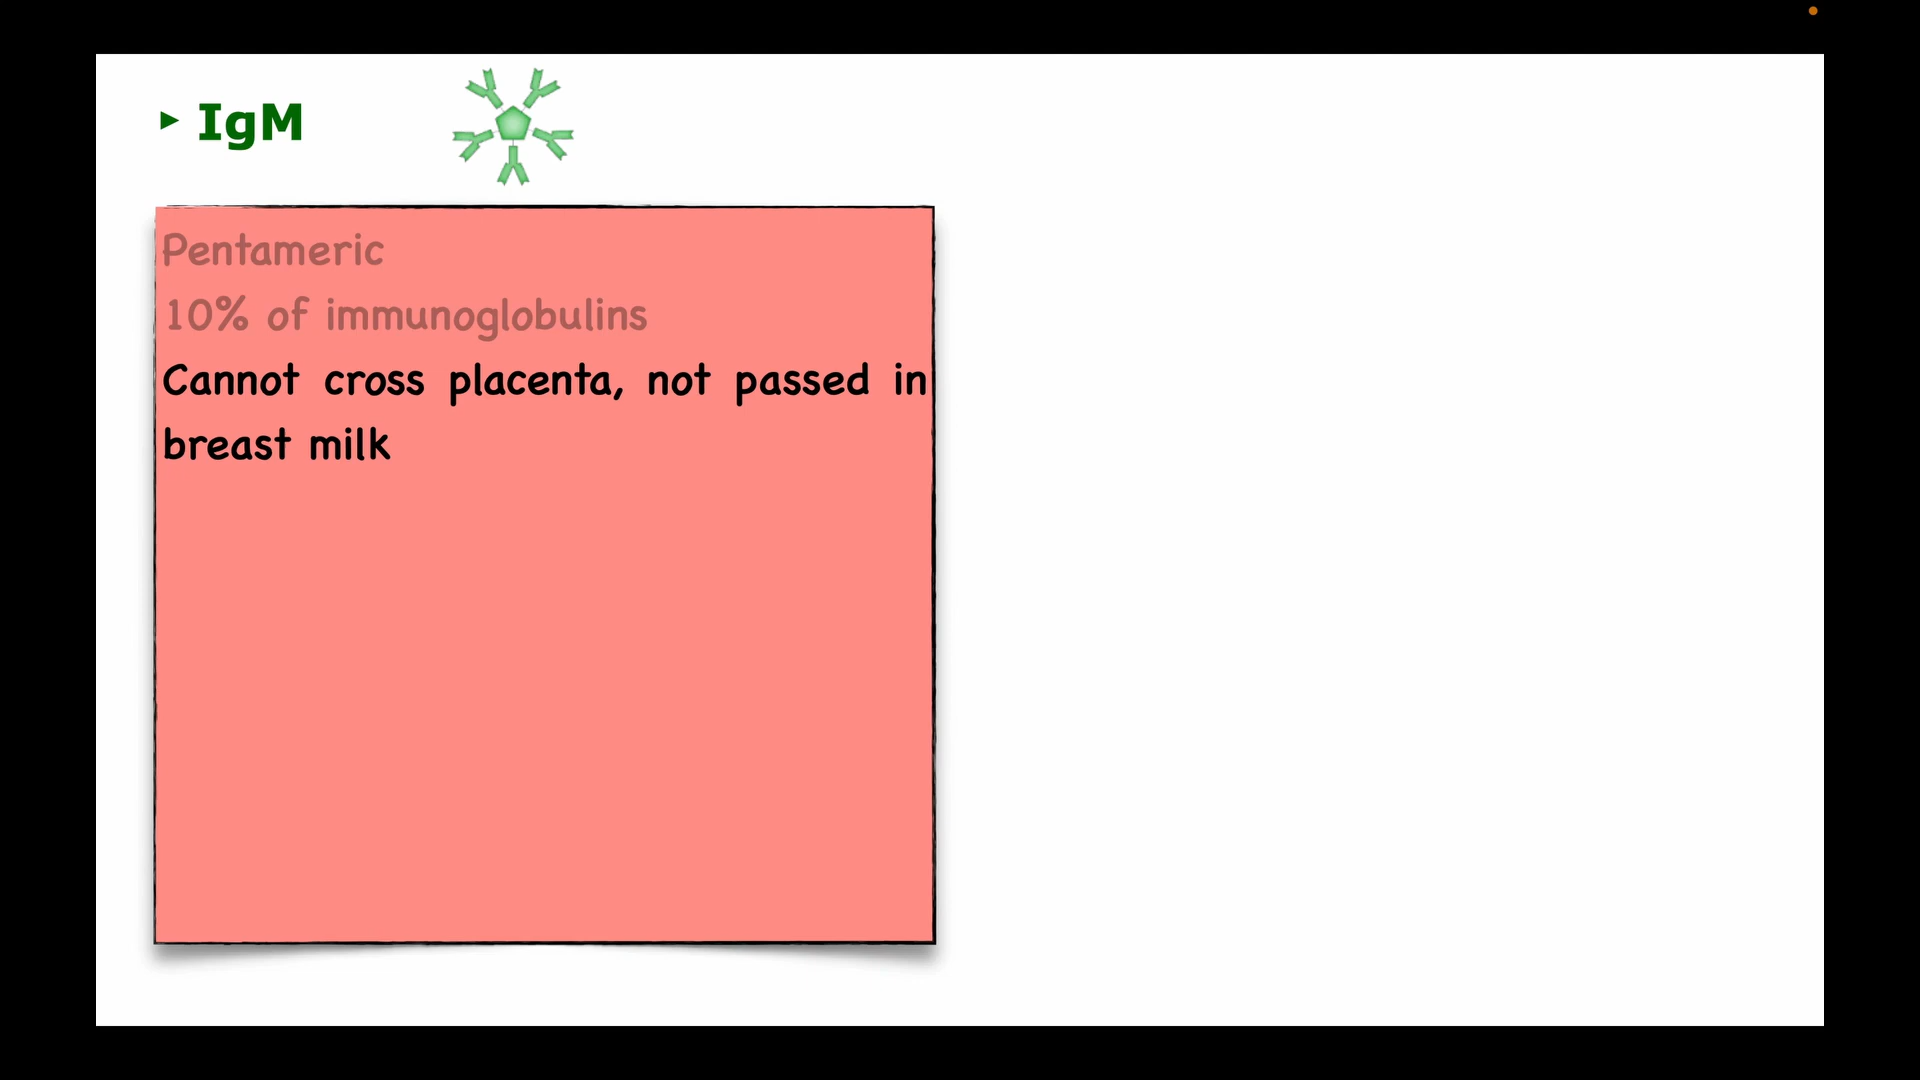 ▸ IgM
Pentameric
10% of immunoglobulins
Cannot cross placenta, not passed in
breast milk